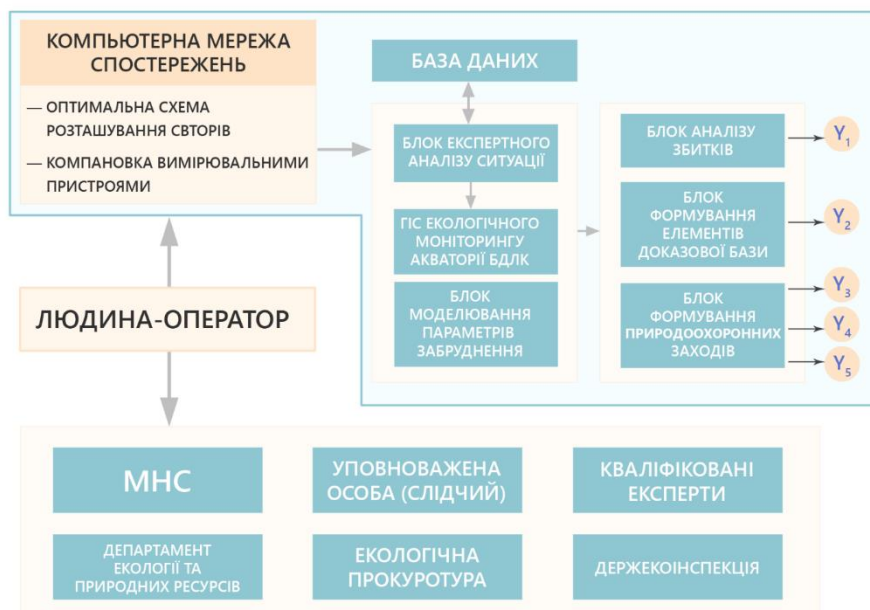 КОМПЬЮТЕРНА МЕРЕЖА
СПОСТЕРЕЖЕНЬ
— ОПТИМАЛЬНА СХЕМА
РОЗТАШУВАННЯ СВТОРІВ
— КОМПАНОВКА ВИМІРЮВАЛЬНИМИ
ПРИСТРОЯМИ
БАЗА ДАНИХ
БЛОК ЕКСПЕРТНОГО
АНАЛІЗУ СИТУАЦІЇ
ГІС ЕКОЛОГІЧНОГО
МОНІТОРИНГУ
АКВАТОРІЇ БДЛК
БЛОК
МОДЕЛЮВАННЯ
ПАРАМЕТРІВ
ЗАБРУДНЕННЯ
БЛОК АНАЛІЗУ
ЗБИТКІВ
Y₁
БЛОК
ФОРМУВАННЯ
ЕЛЕМЕНТІВ
ДОКАЗОВОЇ БАЗИ
Y₂
БЛОК
ФОРМУВАННЯ
ПРИРОДООХОРОННИХ
ЗАХОДІВ
Y₃
Y₄
Y₅
ЛЮДИНА-ОПЕРАТОР
МНС
УПОВНОВАЖЕНА
ОСОБА (СЛІДЧИЙ)
КВАЛІФІКОВАНІ
ЕКСПЕРТИ
ДЕПАРТАМЕНТ
ЕКОЛОГІЇ ТА
ПРИРОДНИХ РЕСУРСІВ
ЕКОЛОГІЧНА
ПРОКУРОТУРА
ДЕРЖЕКОІНСПЕКЦІЯ